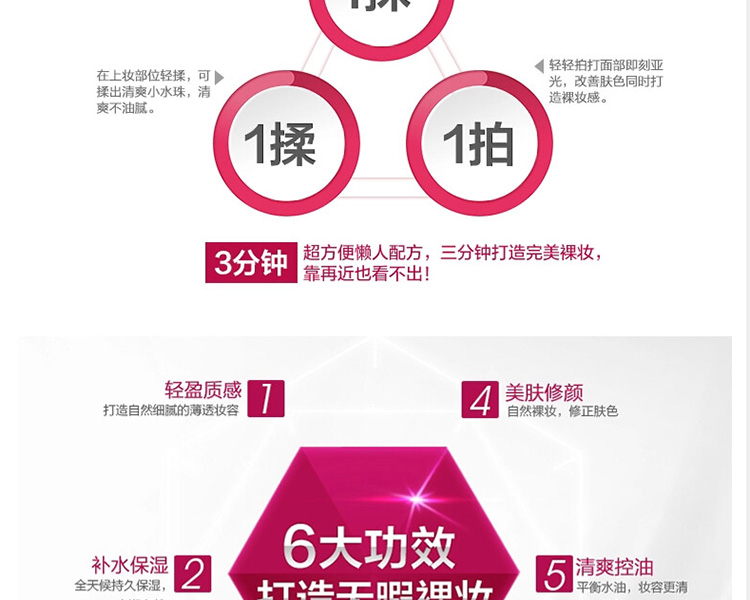 在上妆部位轻揉，可
揉出清爽小水珠，清
爽不油腻。
轻轻拍打面部即刻亚
光，改善肤色同时打
造裸妆感。
1揉
1拍
3分钟
超方便懒人配方，三分钟打造完美裸妆，
靠再近也看不出！
轻盈质感 1
打造自然细腻的薄透妆容
4 美肤修颜
自然裸妆，修正肤色
6大功效
打造无暇裸妆
补水保湿 2
全天候持久保湿，
5 清爽控油
平衡水油，妆容更清